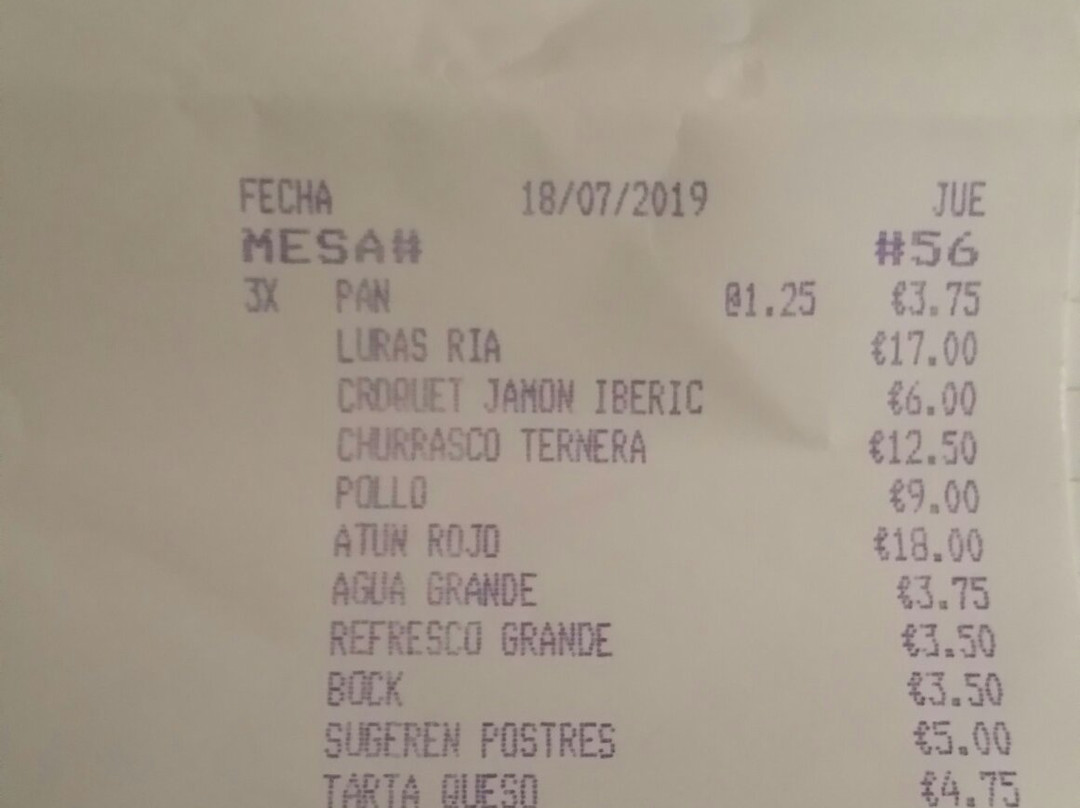 FECHA 18/07/2019 JUE
MESA# #56
3X PAN @1.25 €3.75
LURAS RIA €17.00
CROQUET JAMON IBERIC €6.00
CHURRASCO TERNERA €12.50
POLLO €9.00
ATUN ROJO €18.00
AGUA GRANDE €3.75
REFRESCO GRANDE €3.50
BOCK €3.50
SUGEREN POSTRES €5.00
TARTA QUESO €4.75